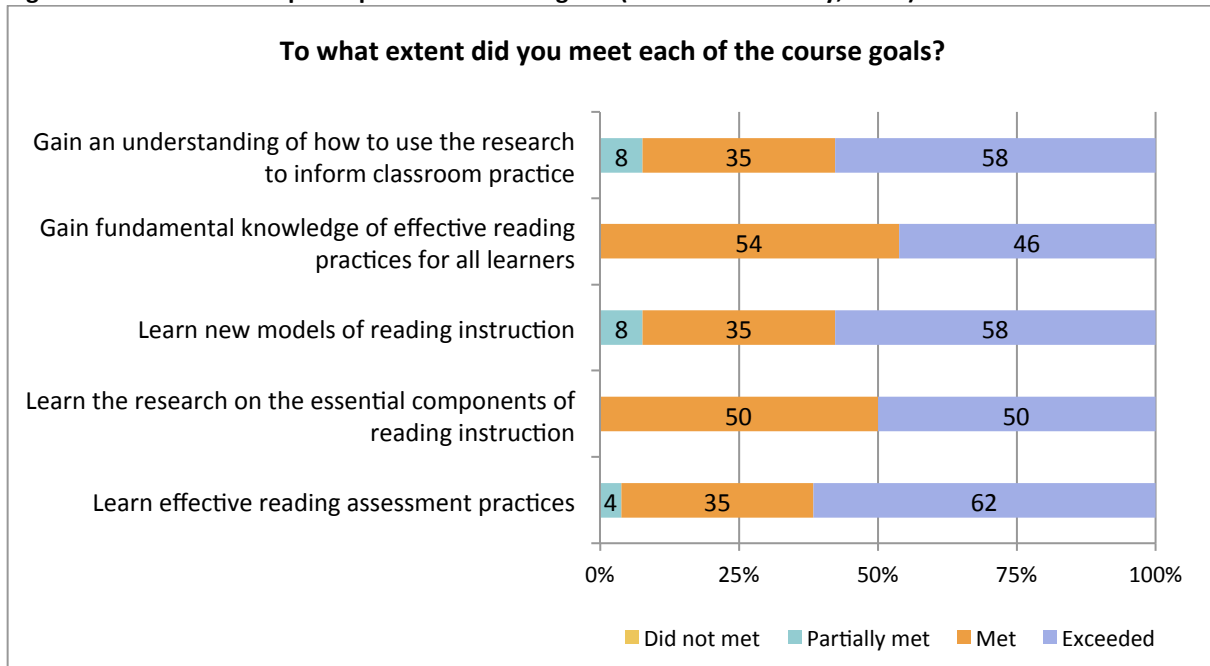 To what extent did you meet each of the course goals?
Gain an understanding of how to use the research
to inform classroom practice
8 35 58
Gain fundamental knowledge of effective reading
practices for all learners
54 46
Learn new models of reading instruction
8 35 58
Learn the research on the essential components of
reading instruction
50 50
Learn effective reading assessment practices
4 35 62
0% 25% 50% 75% 100%
Did not met Partially met Met Exceeded